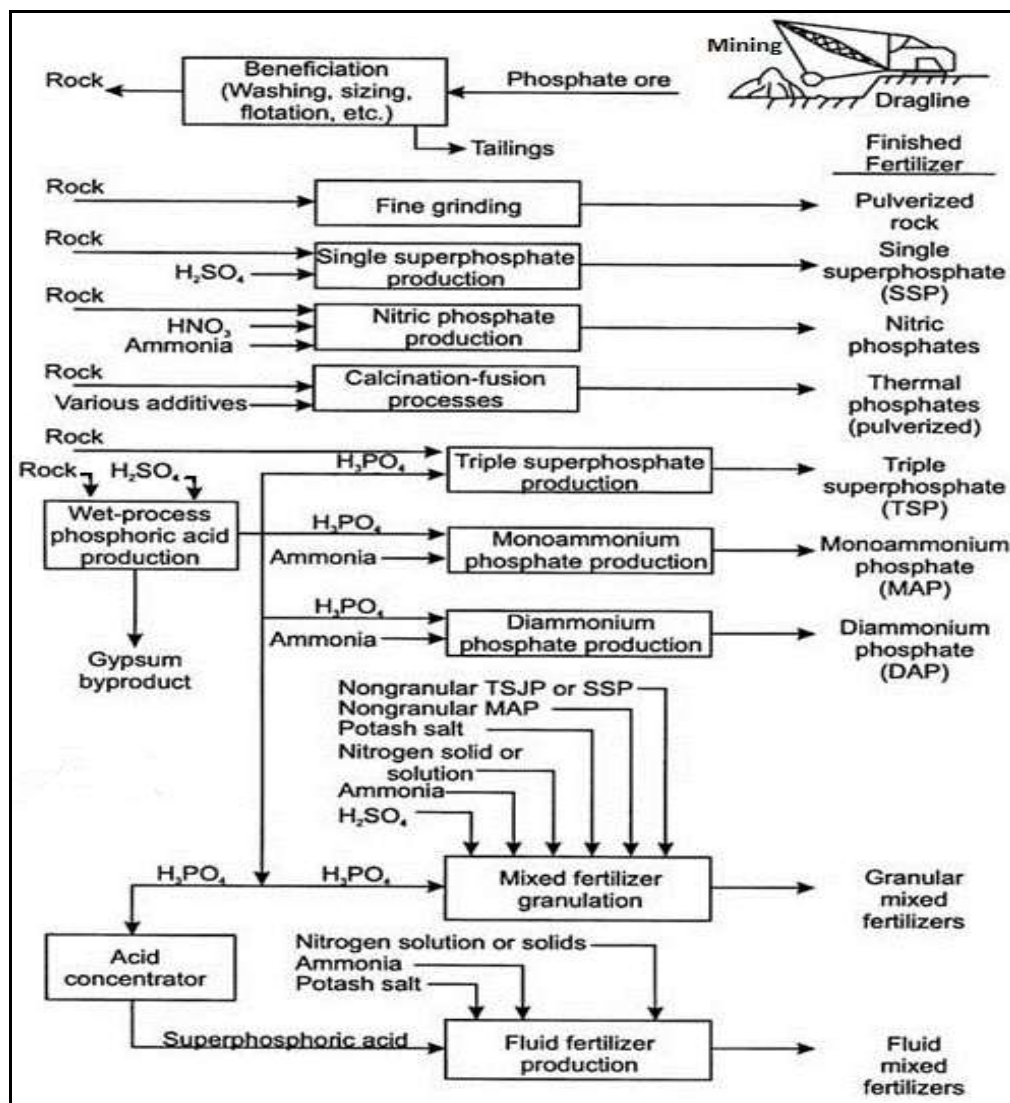 Mining
Dragline
Rock
Beneficiation
(Washing, sizing,
flotation, etc.)
Phosphate ore
Tailings
Finished
Fertilizer
Rock
Fine grinding
Pulverized
rock
Rock
H₂SO₄
Single superphosphate
production
Single
superphosphate
(SSP)
Rock
HNO₃
Ammonia
Nitric phosphate
production
Nitric
phosphates
Rock
Various additives
Calcination-fusion
processes
Thermal
phosphates
(pulverized)
Rock
H₃PO₄
Triple superphosphate
production
Triple
superphosphate
(TSP)
Rock
H₂SO₄
Wet-process
phosphoric acid
production
Gypsum
byproduct
H₃PO₄
Ammonia
Monoammonium
phosphate production
Monoammonium
phosphate
(MAP)
H₃PO₄
Ammonia
Diammonium
phosphate production
Diammonium
phosphate
(DAP)
Nongranular TSJP or SSP
Nongranular MAP
Potash salt
Nitrogen solid or
solution
Ammonia
H₂SO₄
H₃PO₄
H₃PO₄
Mixed fertilizer
granulation
Granular
mixed
fertilizers
Acid
concentrator
Nitrogen solution or solids
Ammonia
Potash salt
Superphosphoric acid
Fluid fertilizer
production
Fluid
mixed
fertilizers